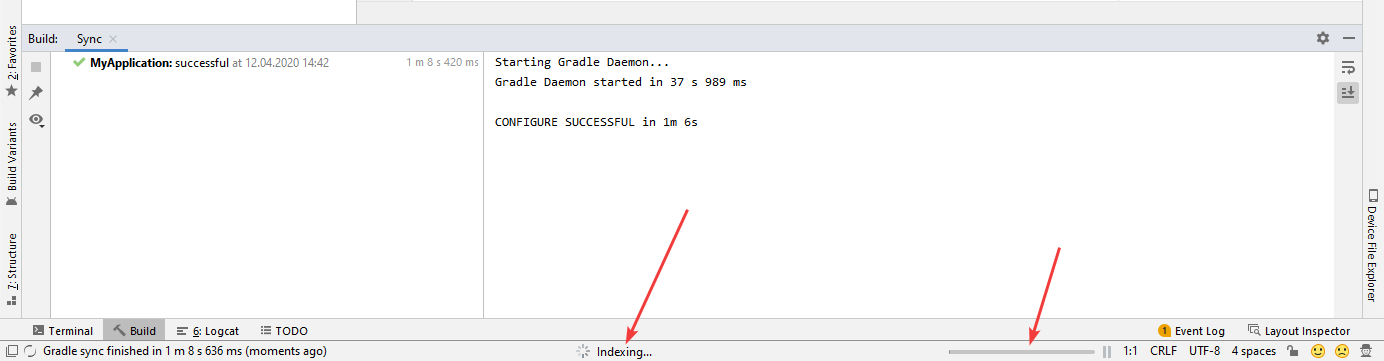 Build: Sync
MyApplication: successful at 12.04.2020 14:42 1 m 8 s 420 ms
Starting Gradle Daemon...
Gradle Daemon started in 37 s 989 ms
CONFIGURE SUCCESSFUL in 1m 6s
2: Favorites
Build Variants
7: Structure
Device File Explorer
Terminal Build 6: Logcat TODO 1 Event Log Layout Inspector
Gradle sync finished in 1 m 8 s 636 ms (moments ago) Indexing... 1:1 CRLF UTF-8 4 spaces